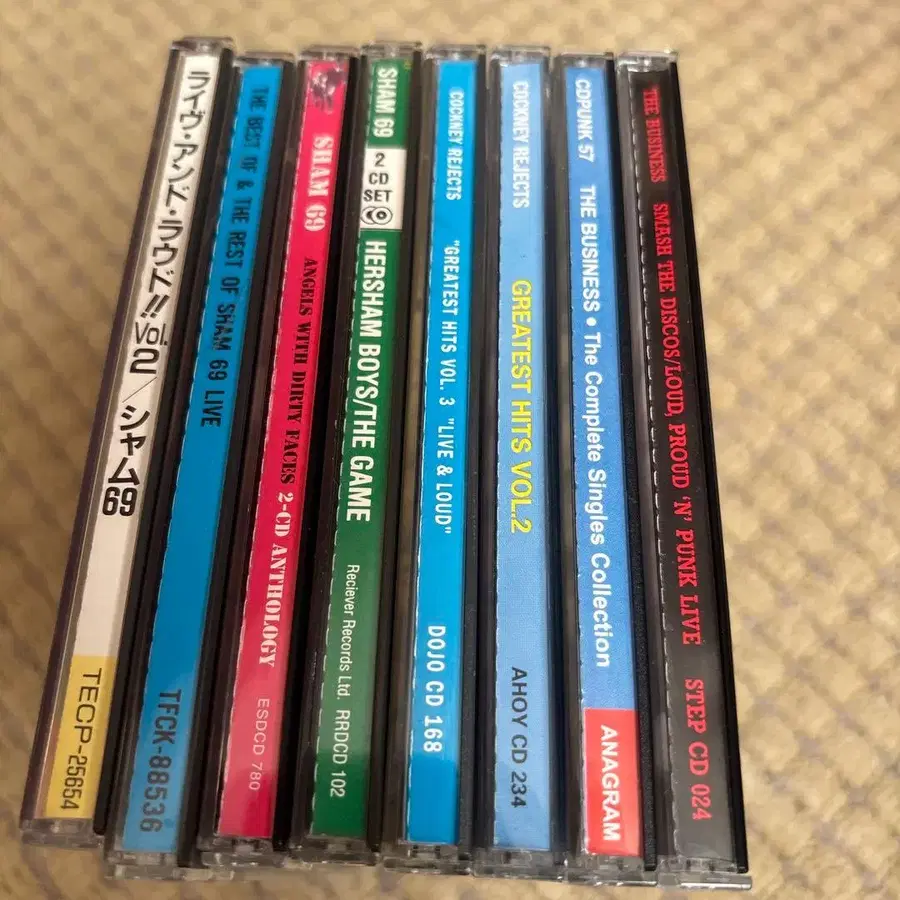 ライヴ・アンド・ラウド!! Vol.2／シャム69 TECP-25654
THE BEST OF & THE REST OF SHAM 69 LIVE TFCK-88536
SHAM 69 ANGELS WITH DIRTY FACES 2-CD ANTHOLOGY ESDCD 780
SHAM 69 2 CD SET HERSHAM BOYS/THE GAME Reciever Records Ltd RRDCD 102
COCKNEY REJECTS "GREATEST HITS VOL. 3 "LIVE & LOUD" DOJO CD 168
COCKNEY REJECTS GREATEST HITS VOL.2 AHOY CD 234
CDPUNK 57 THE BUSINESS • The Complete Singles Collection ANAGRAM
THE BUSINESS SMASH THE DISCOS/LOUD, PROUD 'N' PUNK LIVE STEP CD 024